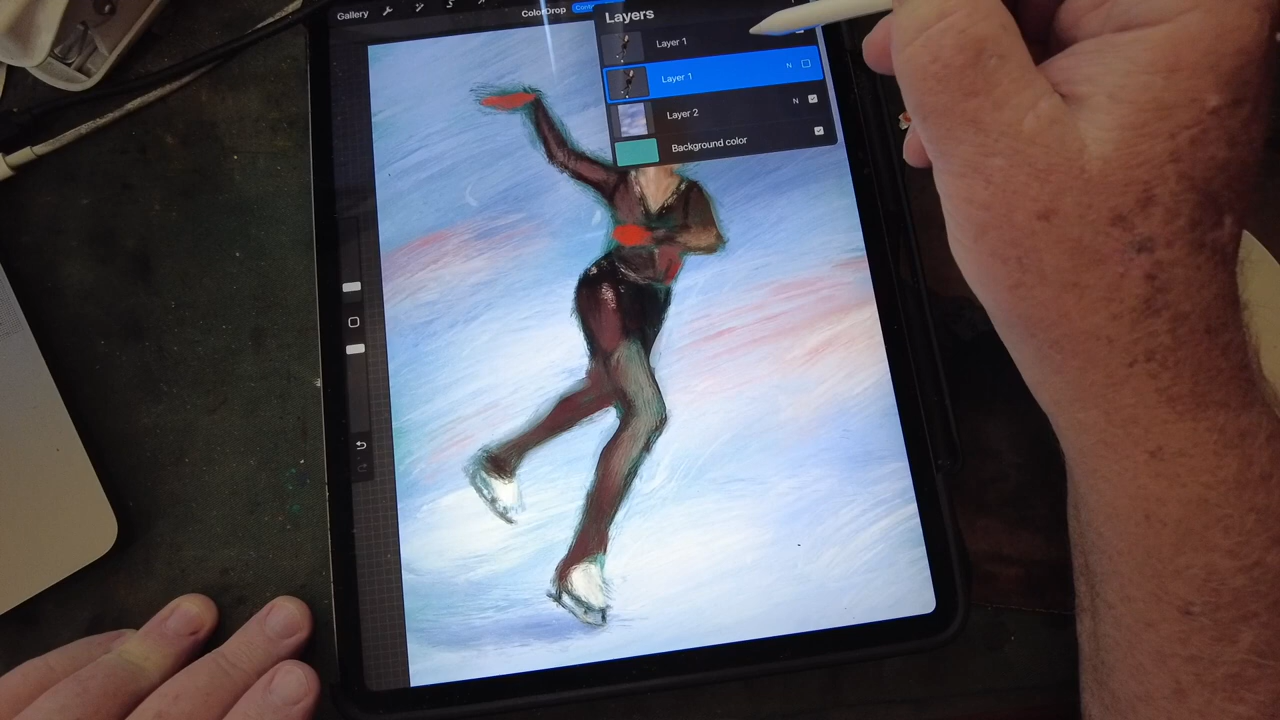 Gallery
ColorDrop
Layers
Layer 1
Layer 1 N
Layer 2 N
Background color